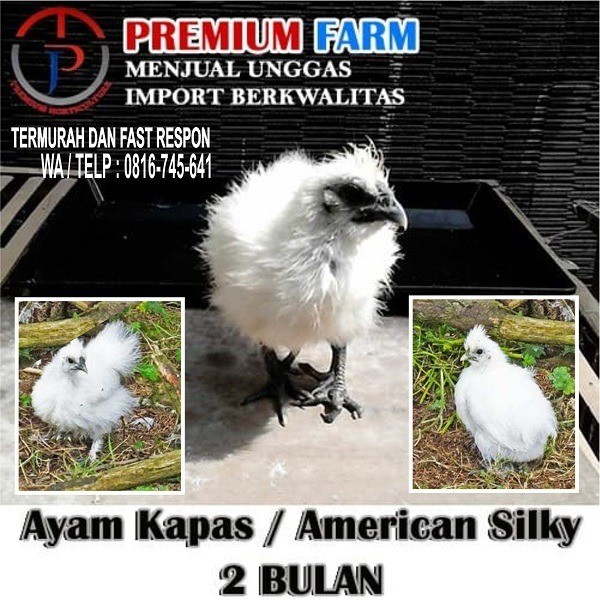 PREMIUM FARM
MENJUAL UNGGAS
IMPORT BERKWALITAS
TERMURAH DAN FAST RESPON
WA / TELP : 0816-745-641
Ayam Kapas / American Silky
2 BULAN